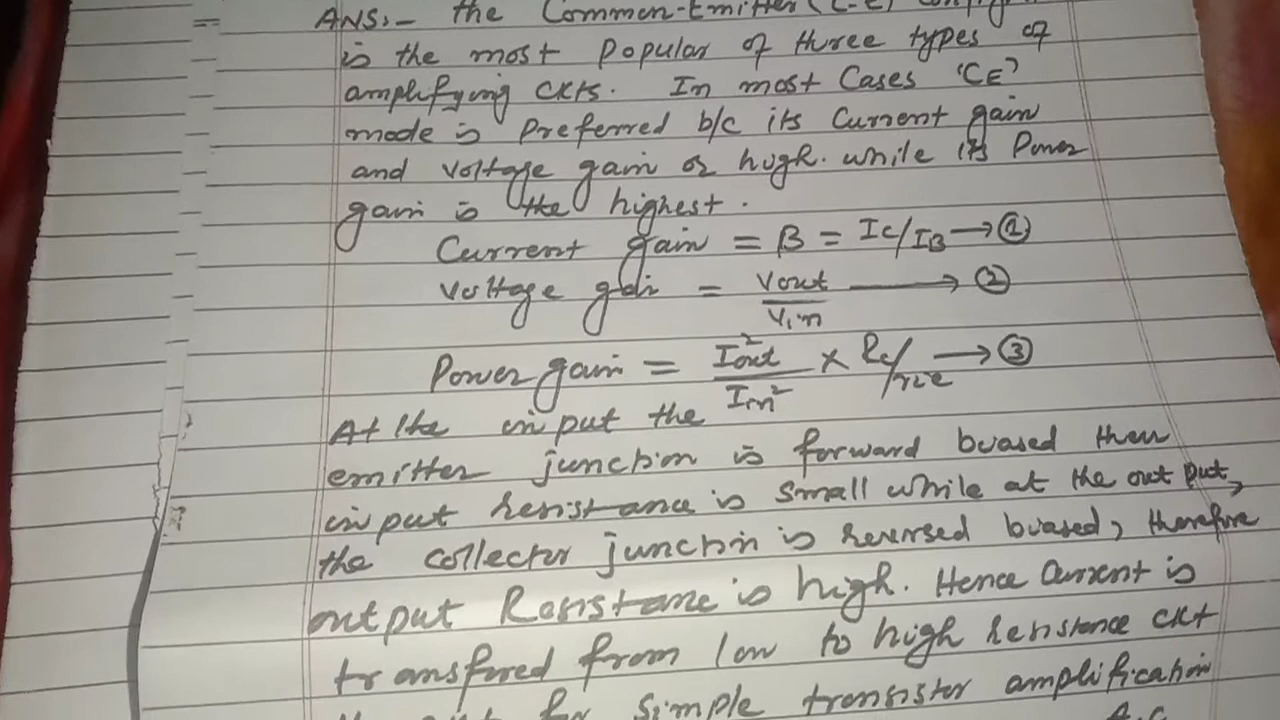 ANS:- the Common-Emitter (C-E)
is the most popular of three types of
amplifying CKTS. In most Cases 'CE'
mode is preferred b/c its Current gain
and voltage gain is high. while its Power
gain is the highest.
Current gain = β = Ic/IB → ①
Voltage gain = Vout/Vin → ②
Power gain = Iout²/Iin² × Rc/rce → ③
At the input the
emitter junction is forward biased then
input resistance is small while at the out put,
the collector junction is reversed biased, therefore
output Resistance is high. Hence Current is
transfered from low to high resistance CKT
for simple transistor amplification